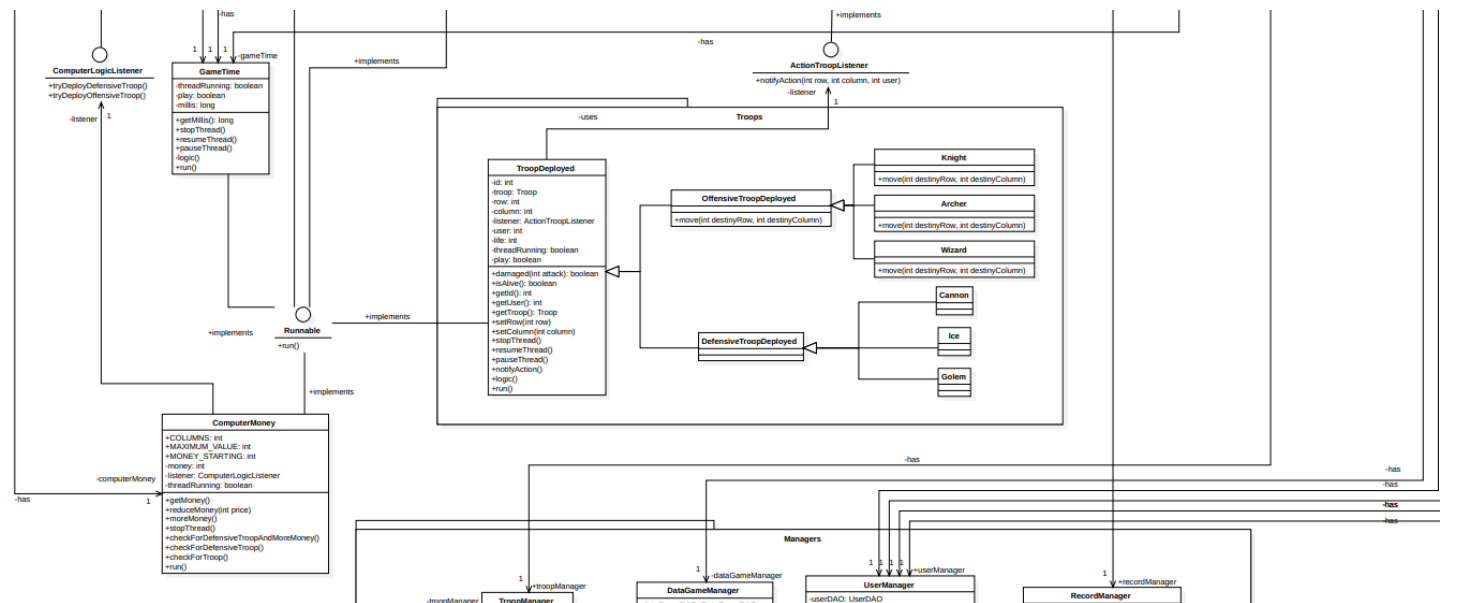 -has
+implements
-has
1
1
1
-gameTime
+implements
ComputerLogicListener
+tryDeployDefensiveTroop()
+tryDeployOffensiveTroop()
-listener
1
GameTime
-threadRunning: boolean
-play: boolean
-millis: long
+getMillis(): long
+stopThread()
+resumeThread()
+pauseThread()
-logic()
+run()
ActionTroopListener
+notifyAction(int row, int column, int user)
-listener
1
-uses
Troops
TroopDeployed
-id: int
-troop: Troop
-row: int
-column: int
-listener: ActionTroopListener
-user: int
-life: int
-threadRunning: boolean
-play: boolean
+damaged(int attack): boolean
+isAlive(): boolean
+getId(): int
+getUser(): int
+getTroop(): Troop
+setRow(int row)
+setColumn(int column)
+stopThread()
+resumeThread()
+pauseThread()
+notifyAction()
+logic()
+run()
OffensiveTroopDeployed
+move(int destinyRow, int destinyColumn)
Knight
+move(int destinyRow, int destinyColumn)
Archer
+move(int destinyRow, int destinyColumn)
Wizard
+move(int destinyRow, int destinyColumn)
DefensiveTroopDeployed
Cannon
Ice
Golem
+implements
Runnable
+run()
+implements
+implements
ComputerMoney
+COLUMNS: int
+MAXIMUM_VALUE: int
+MONEY_STARTING: int
-money: int
-listener: ComputerLogicListener
-threadRunning: boolean
+getMoney()
+reduceMoney(int price)
+moreMoney()
+stopThread()
+checkForDefensiveTroopAndMoreMoney()
+checkForDefensiveTroop()
+checkForTroop()
+run()
-computerMoney
1
-has
-has
-has
-has
-has
-has
Managers
1
+troopManager
-troopManager
TroopManager
1
-dataGameManager
DataGameManager
1
1
1
1
+userManager
UserManager
-userDAO: UserDAO
1
+recordManager
RecordManager